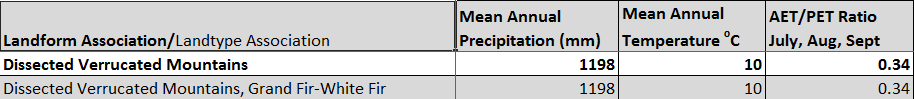 Landform Association/Landtype Association Mean Annual Precipitation (mm) Mean Annual Temperature ⁰C AET/PET Ratio July, Aug, Sept
Dissected Verrucated Mountains 1198 10 0.34
Dissected Verrucated Mountains, Grand Fir-White Fir 1198 10 0.34